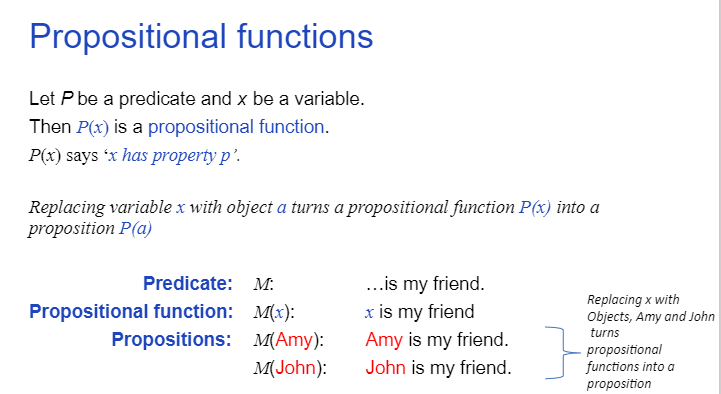 Propositional functions
Let P be a predicate and x be a variable.
Then P(x) is a propositional function.
P(x) says ‘x has property p’.
Replacing variable x with object a turns a propositional function P(x) into a
proposition P(a)
Predicate: M: …is my friend.
Propositional function: M(x): x is my friend
Propositions: M(Amy): Amy is my friend.
M(John): John is my friend.
Replacing x with
Objects, Amy and John
turns
propositional
functions into a
proposition